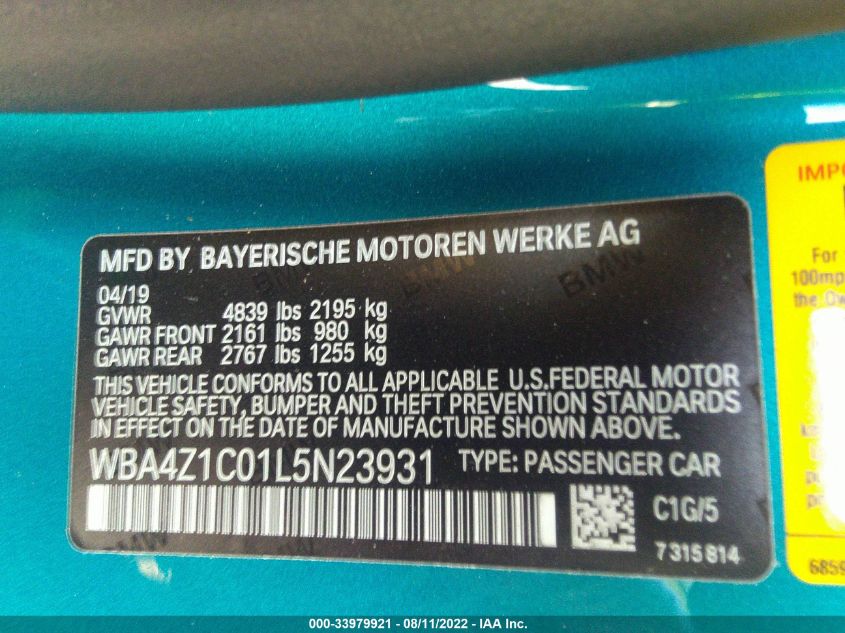 MFD BY BAYERISCHE MOTOREN WERKE AG
04/19
GVWR 4839 lbs 2195 kg
GAWR FRONT 2161 lbs 980 kg
GAWR REAR 2767 lbs 1255 kg
THIS VEHICLE CONFORMS TO ALL APPLICABLE U.S.FEDERAL MOTOR
VEHICLE SAFETY, BUMPER AND THEFT PREVENTION STANDARDS
IN EFFECT ON THE DATE OF MANUFACTURE SHOWN ABOVE.
WBA4Z1C01L5N23931 TYPE: PASSENGER CAR
C1G/5
7315814
BMW
BMW
IMPO
For
100mp
the Ow
6859
000-33979921 - 08/11/2022 - IAA Inc.